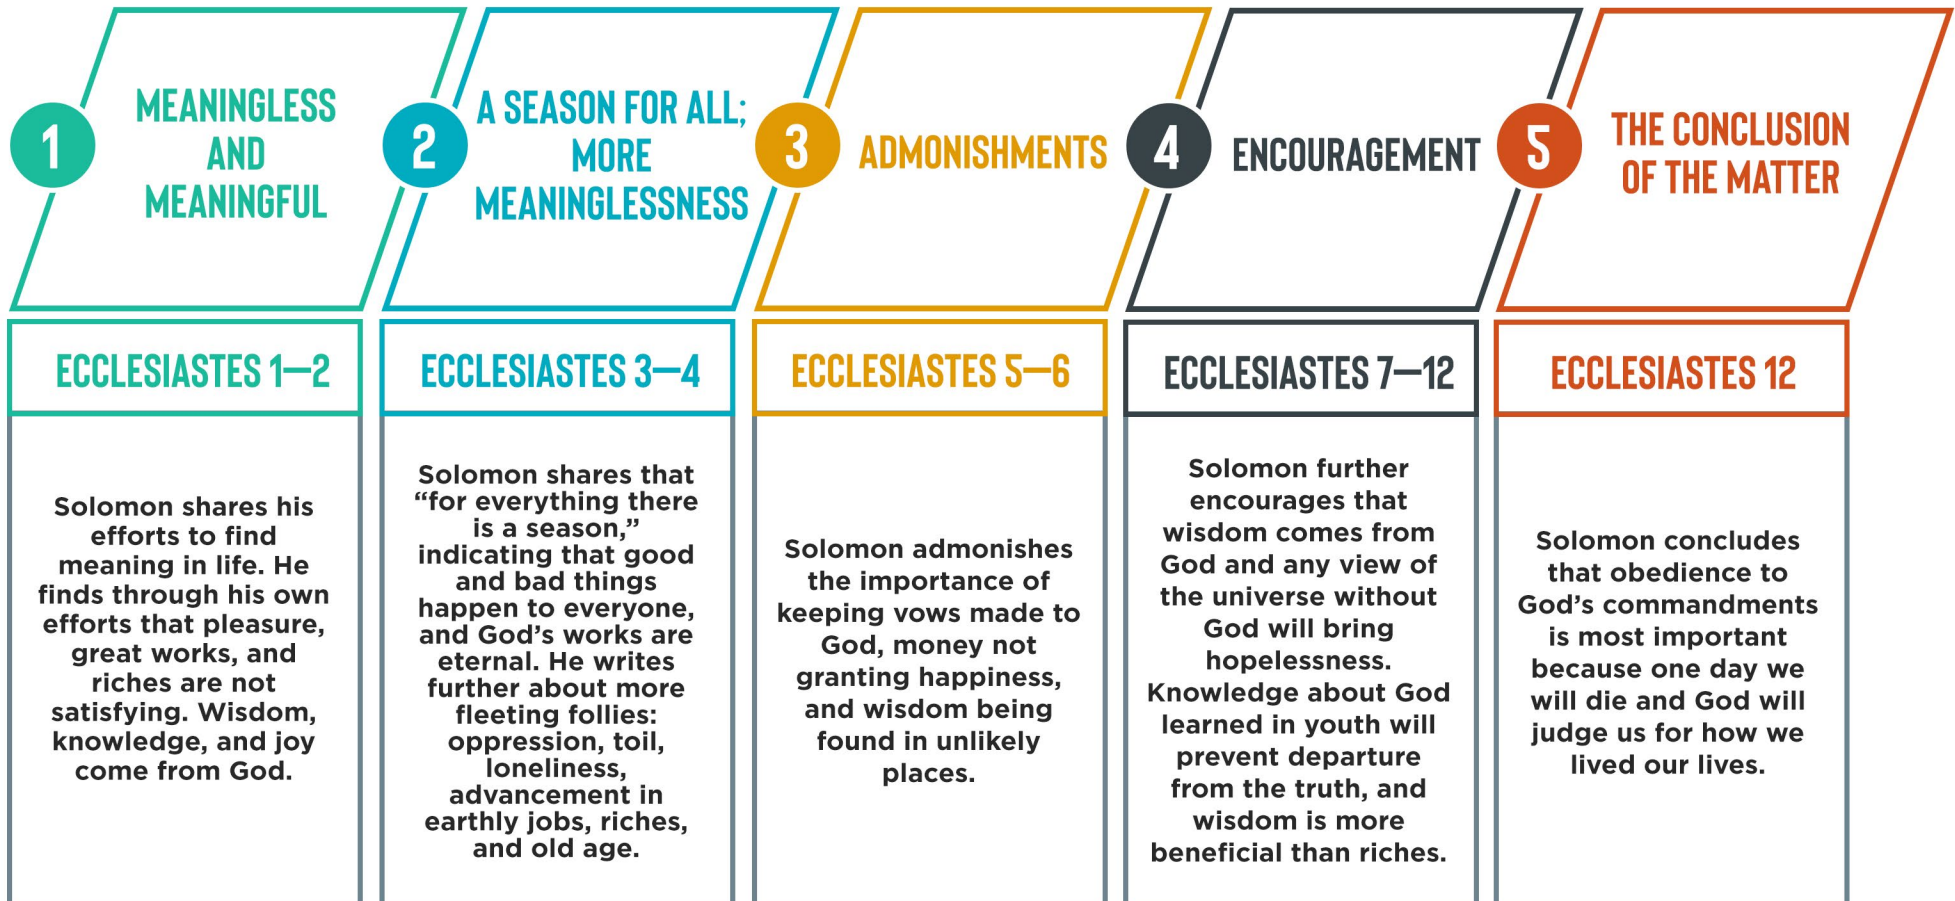 1
MEANINGLESS
AND
MEANINGFUL
ECCLESIASTES 1—2
Solomon shares his
efforts to find
meaning in life. He
finds through his own
efforts that pleasure,
great works, and
riches are not
satisfying. Wisdom,
knowledge, and joy
come from God.
2
A SEASON FOR ALL;
MORE
MEANINGLESSNESS
ECCLESIASTES 3—4
Solomon shares that
“for everything there
is a season,”
indicating that good
and bad things
happen to everyone,
and God’s works are
eternal. He writes
further about more
fleeting follies:
oppression, toil,
loneliness,
advancement in
earthly jobs, riches,
and old age.
3
ADMONISHMENTS
ECCLESIASTES 5—6
Solomon admonishes
the importance of
keeping vows made to
God, money not
granting happiness,
and wisdom being
found in unlikely
places.
4
ENCOURAGEMENT
ECCLESIASTES 7—12
Solomon further
encourages that
wisdom comes from
God and any view of
the universe without
God will bring
hopelessness.
Knowledge about God
learned in youth will
prevent departure
from the truth, and
wisdom is more
beneficial than riches.
5
THE CONCLUSION
OF THE MATTER
ECCLESIASTES 12
Solomon concludes
that obedience to
God’s commandments
is most important
because one day we
will die and God will
judge us for how we
lived our lives.